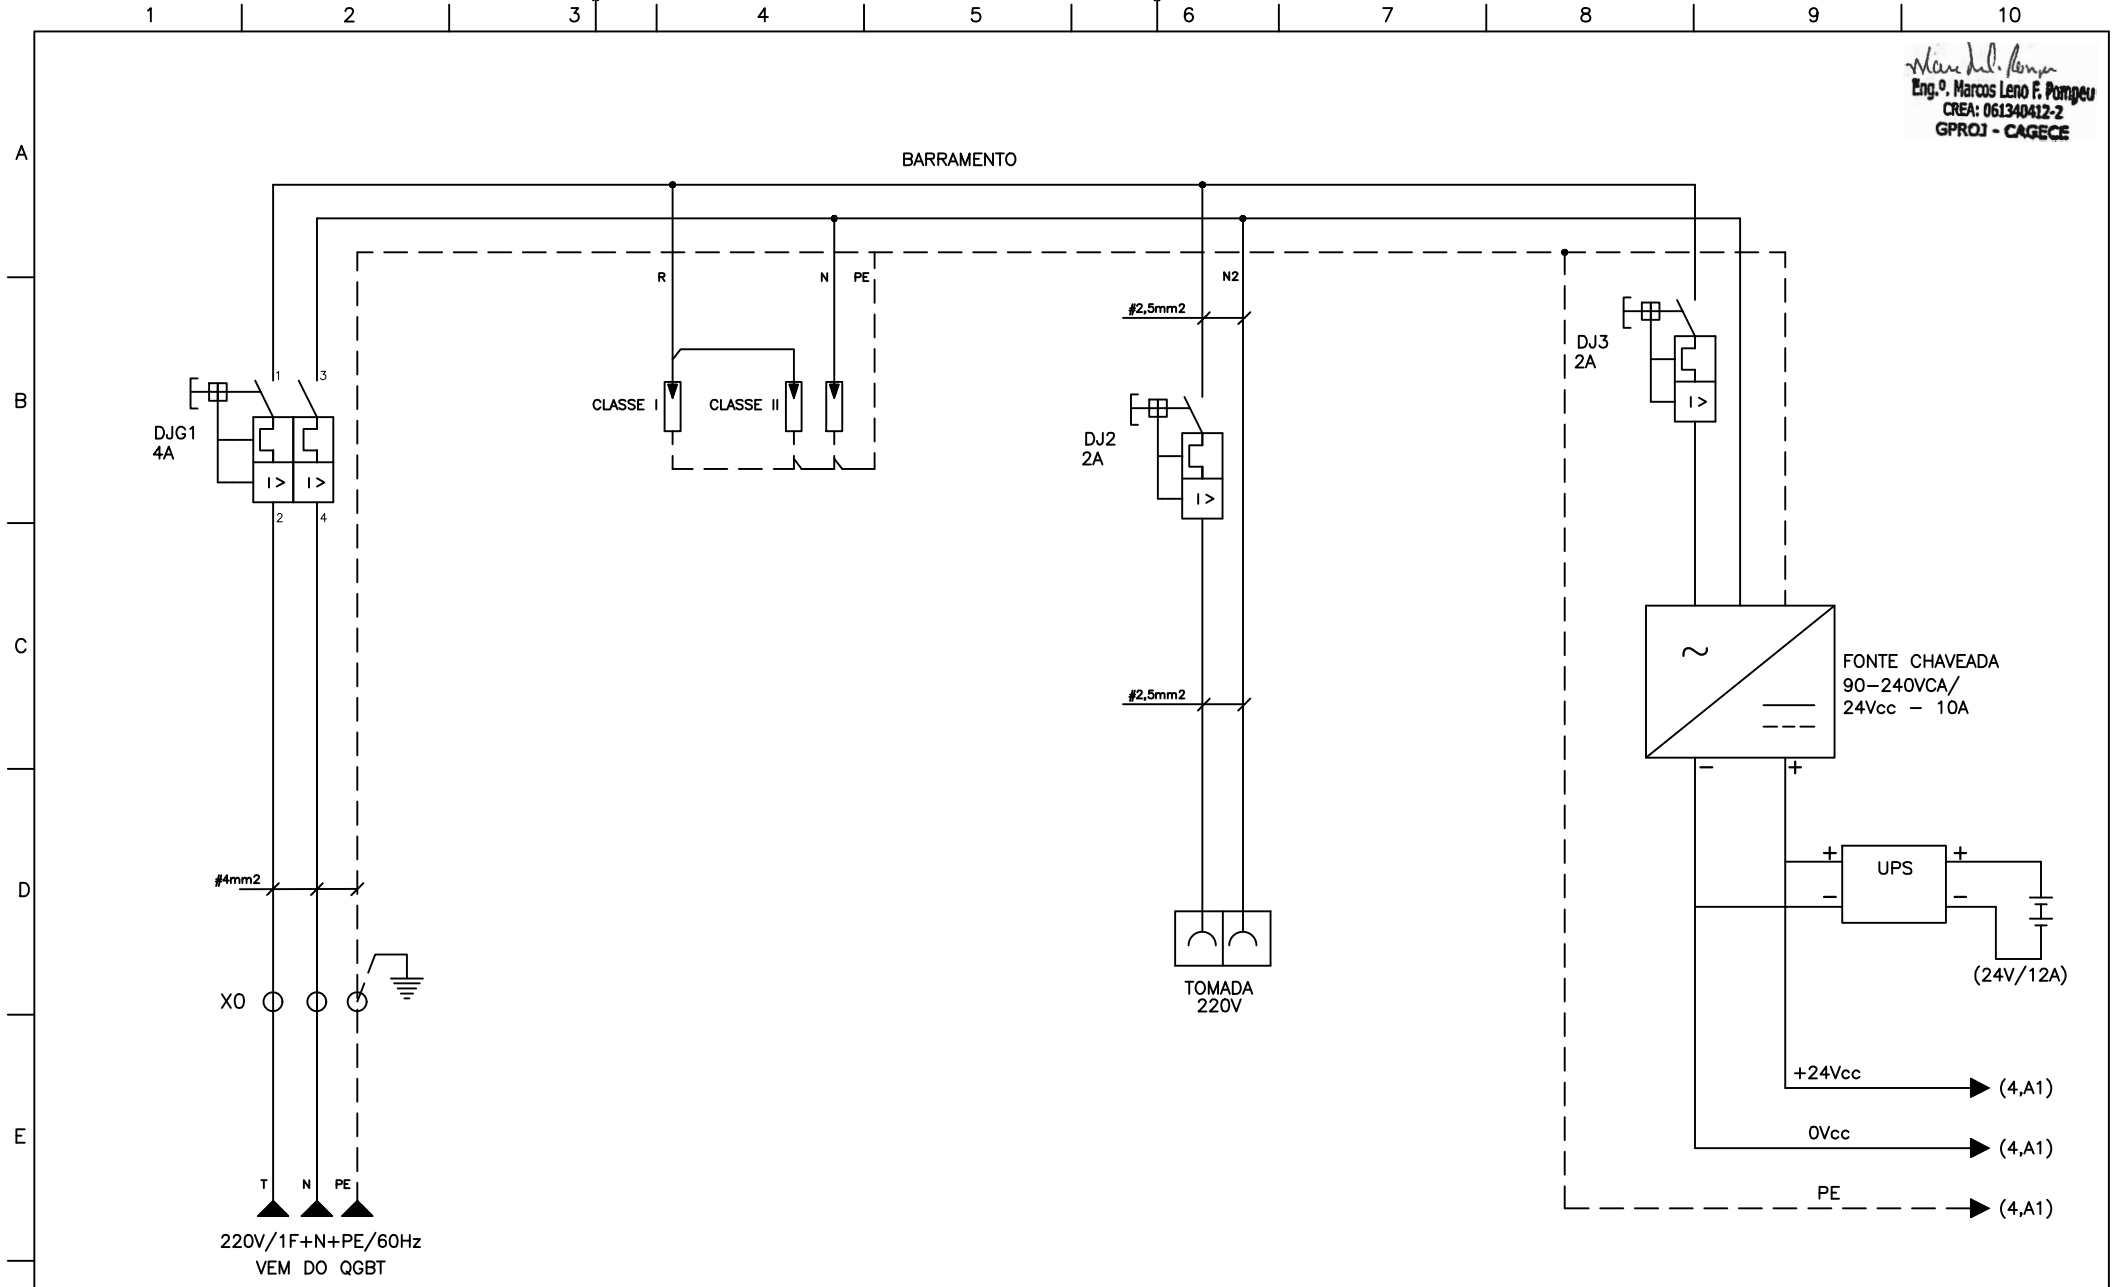 1 2 3 4 5 6 7 8 9 10
Eng.º. Marcos Leno F. Pompeu
CREA: 061340412-2
GPROJ - CAGECE
A
BARRAMENTO
R N PE N2
#2,5mm2
DJ3
2A
B
1 3
CLASSE I
CLASSE II
DJG1
4A
DJ2
2A
I >
I >
I >
I >
2 4
C
~
FONTE CHAVEADA
90-240VCA/
24Vcc - 10A
#2,5mm2
- +
D
#4mm2
+ UPS +
- -
(24V/12A)
TOMADA
220V
X0
+24Vcc (4,A1)
E
0Vcc (4,A1)
T N PE
PE (4,A1)
220V/1F+N+PE/60Hz
VEM DO QGBT